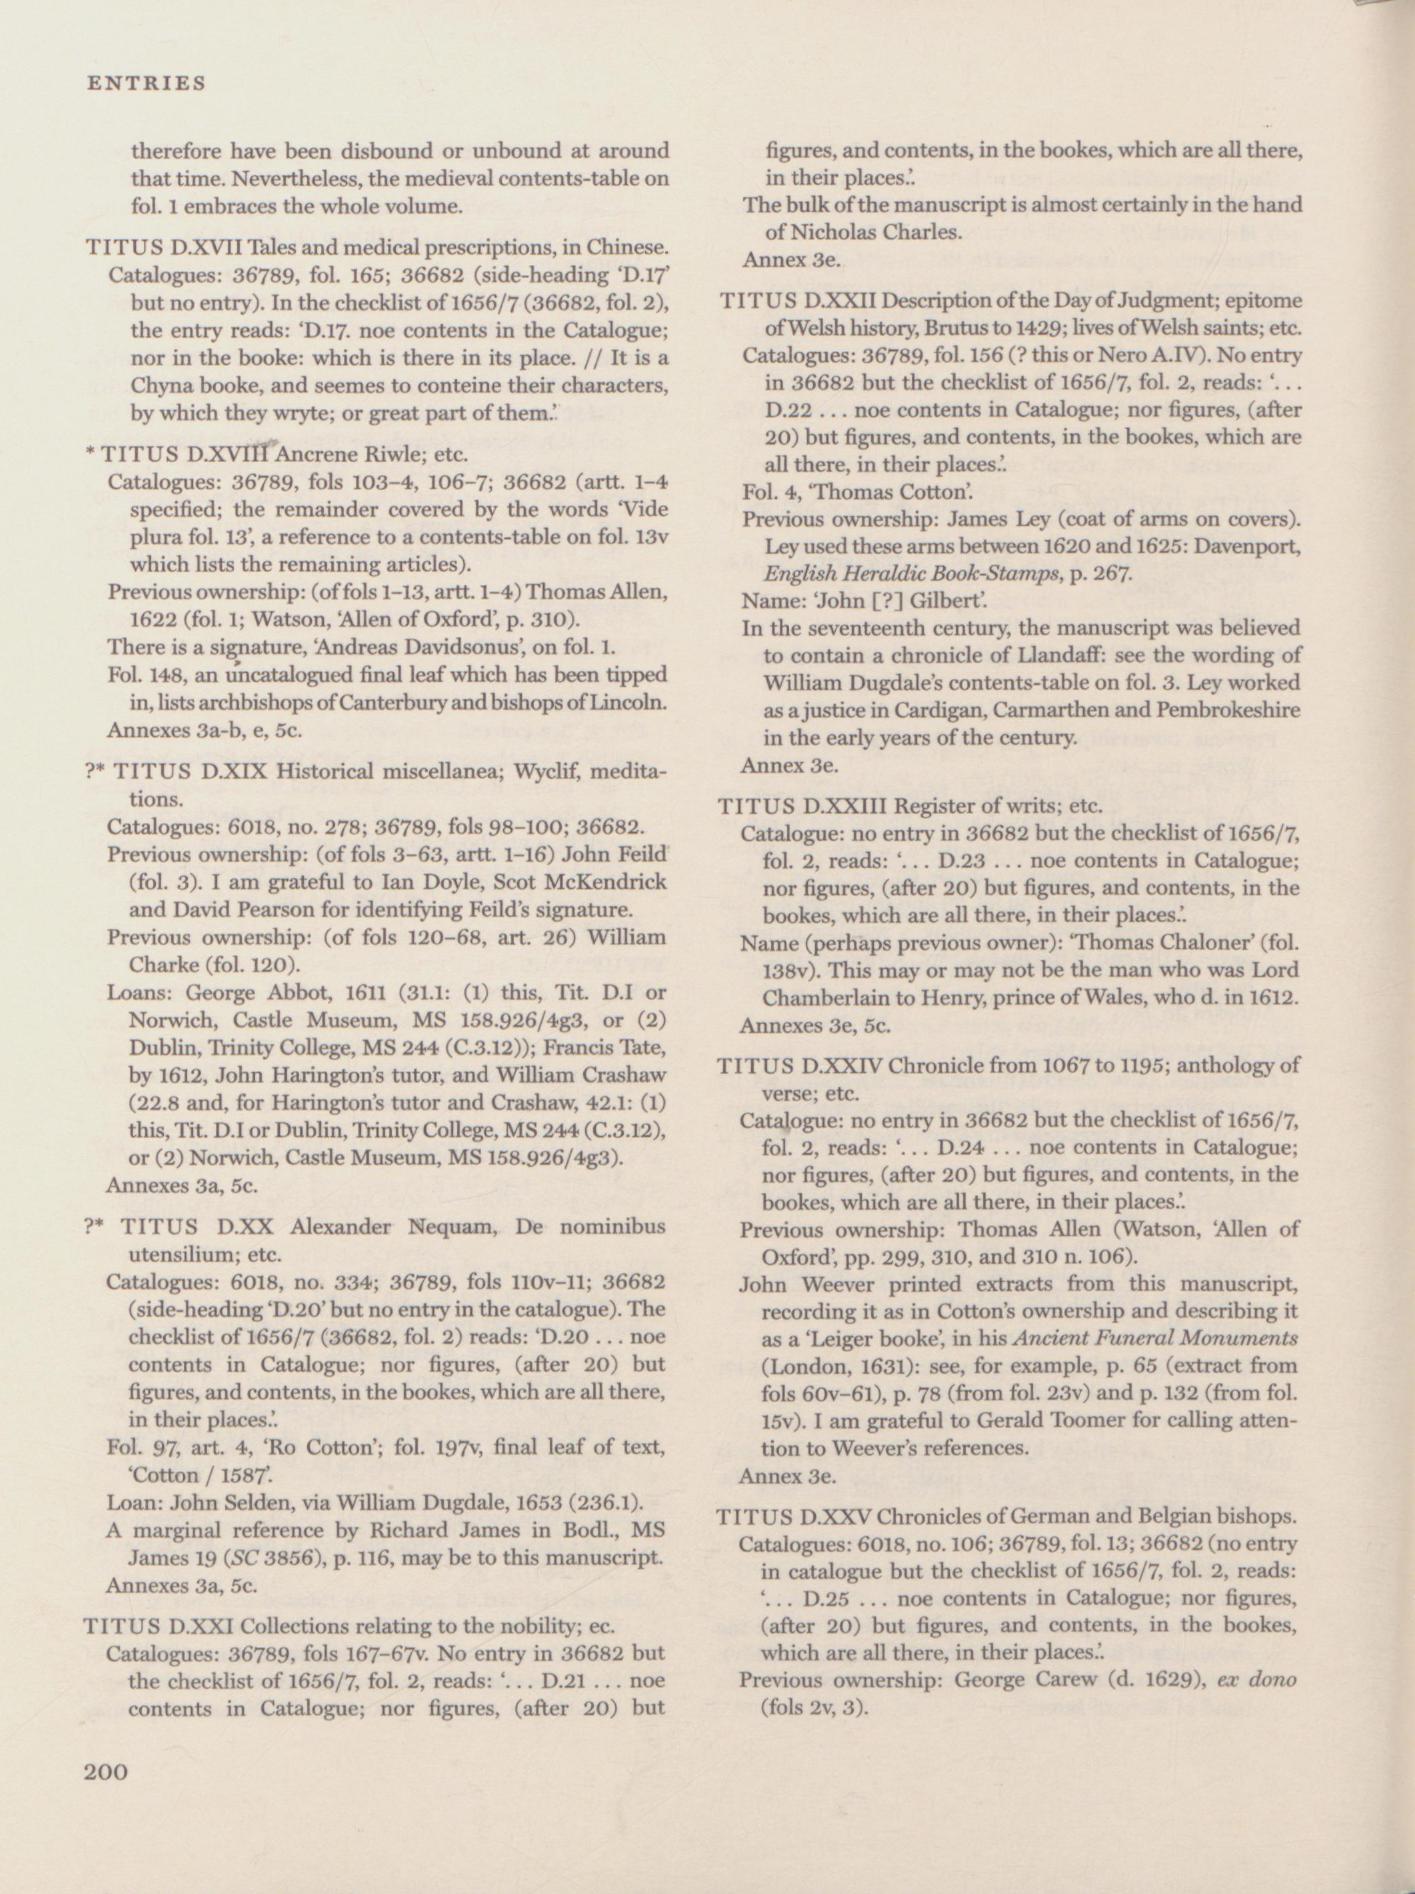 ENTRIES
therefore have been disbound or unbound at around
that time. Nevertheless, the medieval contents-table on
fol. 1 embraces the whole volume.
TITUS D.XVII Tales and medical prescriptions, in Chinese.
Catalogues: 36789, fol. 165; 36682 (side-heading ‘D.17’
but no entry). In the checklist of 1656/7 (36682, fol. 2),
the entry reads: ‘D.17. noe contents in the Catalogue;
nor in the booke: which is there in its place. // It is a
Chyna booke, and seemes to conteine their characters,
by which they wryte; or great part of them.’.
* TITUS D.XVIII Ancrene Riwle; etc.
Catalogues: 36789, fols 103–4, 106–7; 36682 (artt. 1–4
specified; the remainder covered by the words ‘Vide
plura fol. 13’, a reference to a contents-table on fol. 13v
which lists the remaining articles).
Previous ownership: (of fols 1–13, artt. 1–4) Thomas Allen,
1622 (fol. 1; Watson, ‘Allen of Oxford’, p. 310).
There is a signature, ‘Andreas Davidsonus’, on fol. 1.
Fol. 148, an uncatalogued final leaf which has been tipped
in, lists archbishops of Canterbury and bishops of Lincoln.
Annexes 3a-b, e, 5c.
?* TITUS D.XIX Historical miscellanea; Wyclif, medita-
tions.
Catalogues: 6018, no. 278; 36789, fols 98–100; 36682.
Previous ownership: (of fols 3–63, artt. 1–16) John Feild
(fol. 3). I am grateful to Ian Doyle, Scot McKendrick
and David Pearson for identifying Feild’s signature.
Previous ownership: (of fols 120–68, art. 26) William
Charke (fol. 120).
Loans: George Abbot, 1611 (31.1: (1) this, Tit. D.I or
Norwich, Castle Museum, MS 158.926/4g3, or (2)
Dublin, Trinity College, MS 244 (C.3.12)); Francis Tate,
by 1612, John Harington’s tutor, and William Crashaw
(22.8 and, for Harington’s tutor and Crashaw, 42.1: (1)
this, Tit. D.I or Dublin, Trinity College, MS 244 (C.3.12),
or (2) Norwich, Castle Museum, MS 158.926/4g3).
Annexes 3a, 5c.
?* TITUS D.XX Alexander Nequam, De nominibus
utensilium; etc.
Catalogues: 6018, no. 334; 36789, fols 110v–11; 36682
(side-heading ‘D.20’ but no entry in the catalogue). The
checklist of 1656/7 (36682, fol. 2) reads: ‘D.20 . . . noe
contents in Catalogue; nor figures, (after 20) but
figures, and contents, in the bookes, which are all there,
in their places.’.
Fol. 97, art. 4, ‘Ro Cotton’; fol. 197v, final leaf of text,
‘Cotton / 1587’.
Loan: John Selden, via William Dugdale, 1653 (236.1).
A marginal reference by Richard James in Bodl., MS
James 19 (SC 3856), p. 116, may be to this manuscript.
Annexes 3a, 5c.
TITUS D.XXI Collections relating to the nobility; ec.
Catalogues: 36789, fols 167–67v. No entry in 36682 but
the checklist of 1656/7, fol. 2, reads: ‘. . . D.21 . . . noe
contents in Catalogue; nor figures, (after 20) but
figures, and contents, in the bookes, which are all there,
in their places.’.
The bulk of the manuscript is almost certainly in the hand
of Nicholas Charles.
Annex 3e.
TITUS D.XXII Description of the Day of Judgment; epitome
of Welsh history, Brutus to 1429; lives of Welsh saints; etc.
Catalogues: 36789, fol. 156 (? this or Nero A.IV). No entry
in 36682 but the checklist of 1656/7, fol. 2, reads: ‘. . .
D.22 . . . noe contents in Catalogue; nor figures, (after
20) but figures, and contents, in the bookes, which are
all there, in their places.’.
Fol. 4, ‘Thomas Cotton’.
Previous ownership: James Ley (coat of arms on covers).
Ley used these arms between 1620 and 1625: Davenport,
English Heraldic Book-Stamps, p. 267.
Name: ‘John [?] Gilbert’.
In the seventeenth century, the manuscript was believed
to contain a chronicle of Llandaff: see the wording of
William Dugdale’s contents-table on fol. 3. Ley worked
as a justice in Cardigan, Carmarthen and Pembrokeshire
in the early years of the century.
Annex 3e.
TITUS D.XXIII Register of writs; etc.
Catalogue: no entry in 36682 but the checklist of 1656/7,
fol. 2, reads: ‘. . . D.23 . . . noe contents in Catalogue;
nor figures, (after 20) but figures, and contents, in the
bookes, which are all there, in their places.’.
Name (perhaps previous owner): ‘Thomas Chaloner’ (fol.
138v). This may or may not be the man who was Lord
Chamberlain to Henry, prince of Wales, who d. in 1612.
Annexes 3e, 5c.
TITUS D.XXIV Chronicle from 1067 to 1195; anthology of
verse; etc.
Catalogue: no entry in 36682 but the checklist of 1656/7,
fol. 2, reads: ‘. . . D.24 . . . noe contents in Catalogue;
nor figures, (after 20) but figures, and contents, in the
bookes, which are all there, in their places.’.
Previous ownership: Thomas Allen (Watson, ‘Allen of
Oxford’, pp. 299, 310, and 310 n. 106).
John Weever printed extracts from this manuscript,
recording it as in Cotton’s ownership and describing it
as a ‘Leiger booke’, in his Ancient Funeral Monuments
(London, 1631): see, for example, p. 65 (extract from
fols 60v–61), p. 78 (from fol. 23v) and p. 132 (from fol.
15v). I am grateful to Gerald Toomer for calling atten-
tion to Weever’s references.
Annex 3e.
TITUS D.XXV Chronicles of German and Belgian bishops.
Catalogues: 6018, no. 106; 36789, fol. 13; 36682 (no entry
in catalogue but the checklist of 1656/7, fol. 2, reads:
‘. . . D.25 . . . noe contents in Catalogue; nor figures,
(after 20) but figures, and contents, in the bookes,
which are all there, in their places.’.
Previous ownership: George Carew (d. 1629), ex dono
(fols 2v, 3).
200